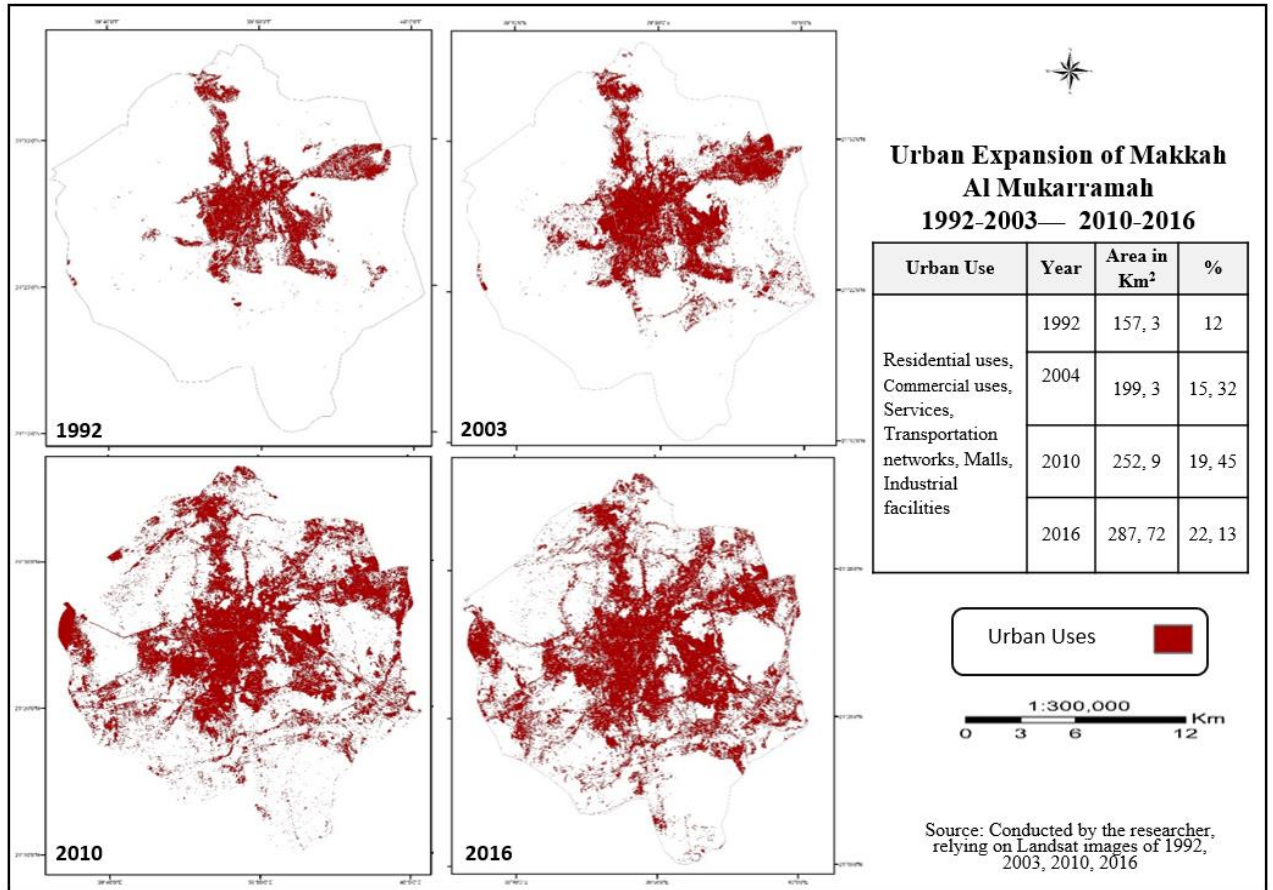 1992
2003
2010
2016
Urban Expansion of Makkah
Al Mukarramah
1992-2003— 2010-2016
Urban Use Year Area in Km² %
Residential uses,
Commercial uses,
Services,
Transportation
networks, Malls,
Industrial
facilities
1992 157, 3 12
2004 199, 3 15, 32
2010 252, 9 19, 45
2016 287, 72 22, 13
Urban Uses
1:300,000
Km
0 3 6 12
Source: Conducted by the researcher,
relying on Landsat images of 1992,
2003, 2010, 2016